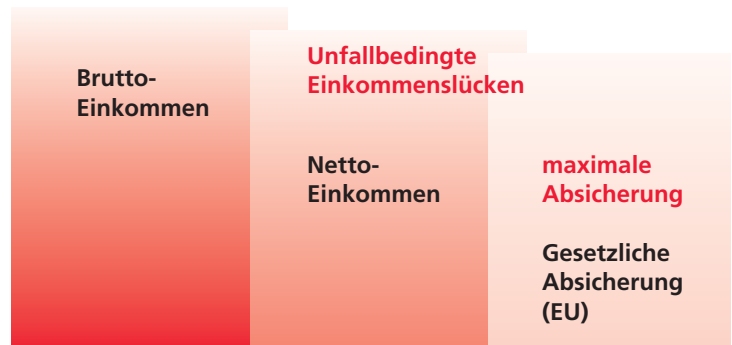 Brutto-
Einkommen
Unfallbedingte
Einkommenslücken
Netto-
Einkommen
maximale
Absicherung
Gesetzliche
Absicherung
(EU)